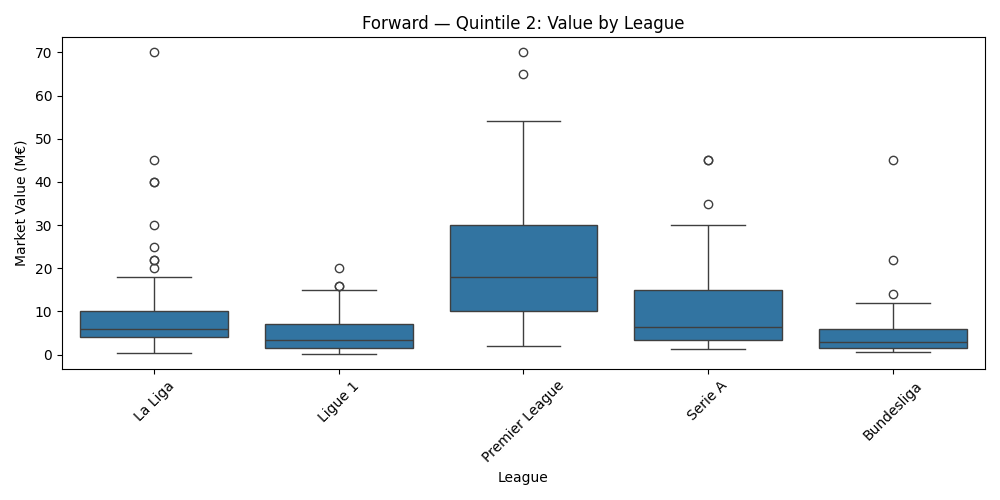 Forward — Quintile 2: Value by League
Market Value (M€)
70
60
50
40
30
20
10
0
La Liga
Ligue 1
Premier League
Serie A
Bundesliga
League